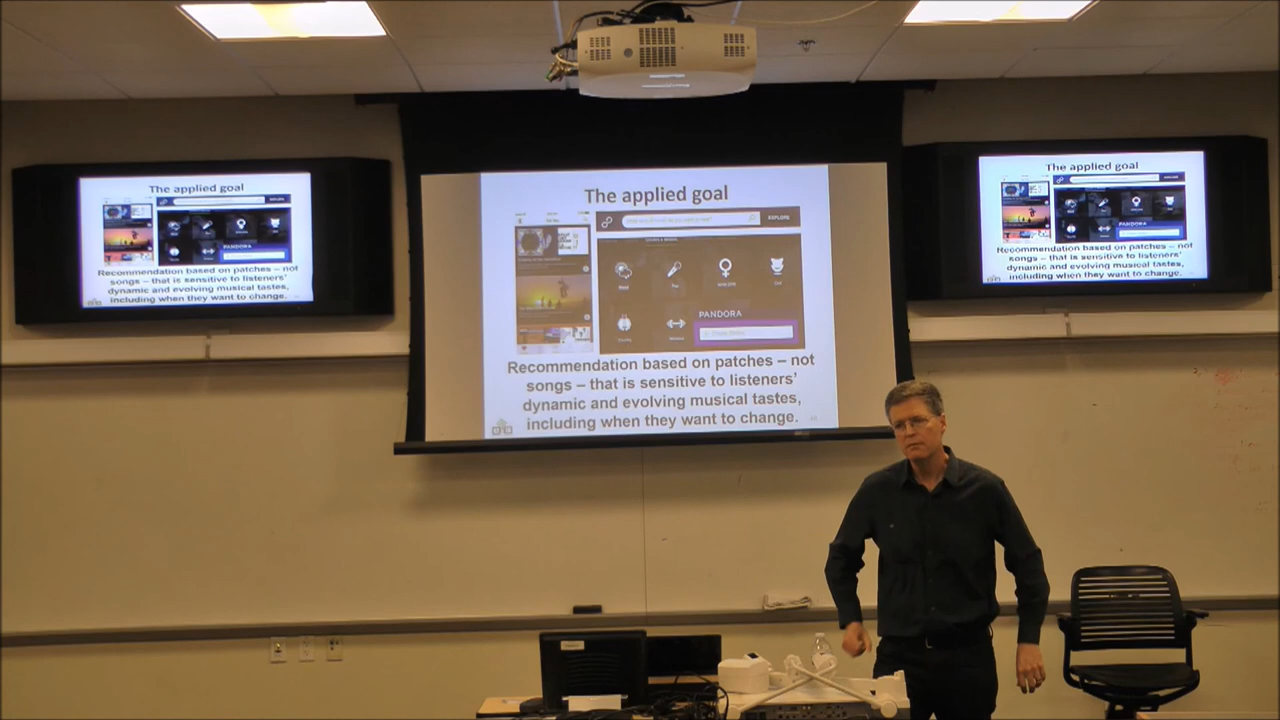 The applied goal
The applied goal
The applied goal
EXPLORE
PANDORA
PANDORA
PANDORA
Recommendation based on patches – not
songs – that is sensitive to listeners'
dynamic and evolving musical tastes,
including when they want to change.
Recommendation based on patches – not
songs – that is sensitive to listeners'
dynamic and evolving musical tastes,
including when they want to change.
Recommendation based on patches – not
songs – that is sensitive to listeners'
dynamic and evolving musical tastes,
including when they want to change.